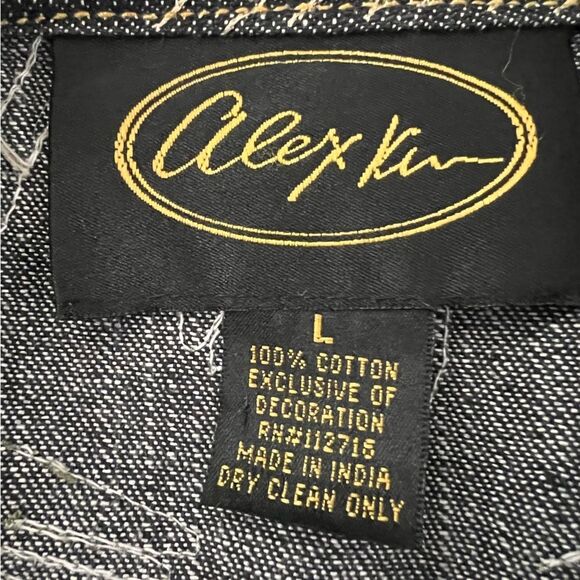 alex kim
L
100% COTTON
EXCLUSIVE OF
DECORATION
RN#112716
MADE IN INDIA
DRY CLEAN ONLY